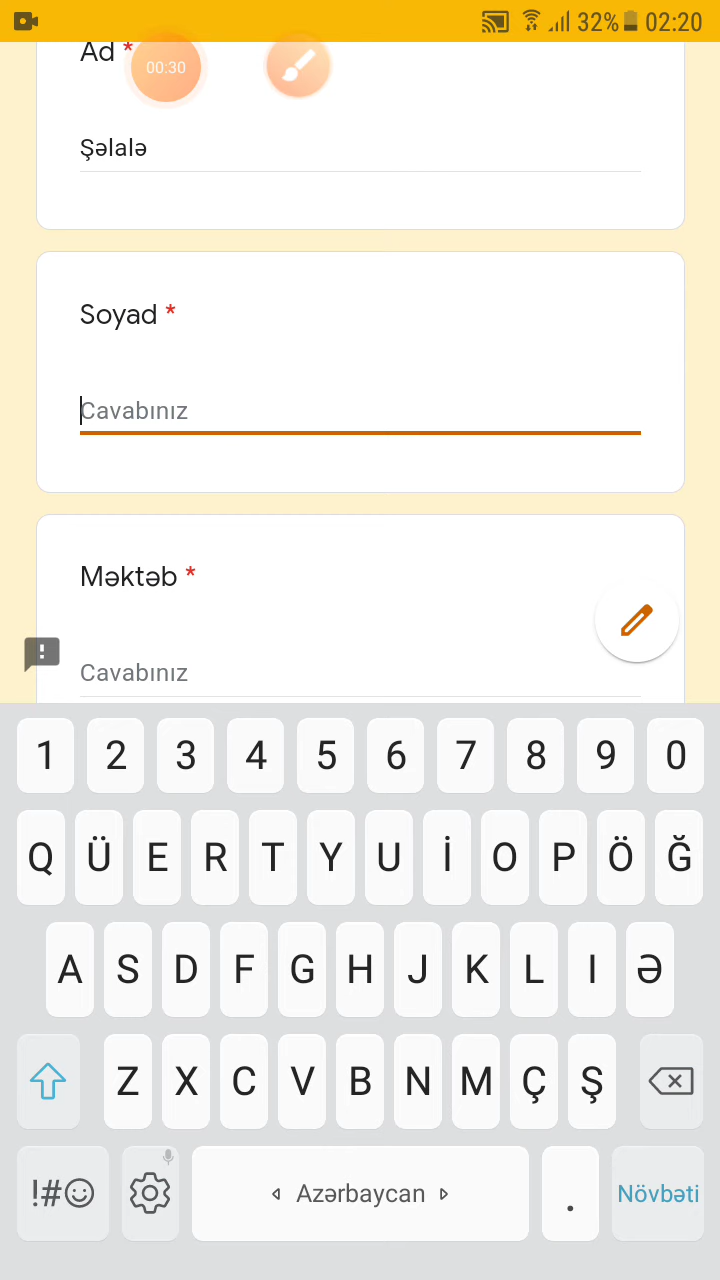 32% 02:20
Ad *
00:30
Şəlalə
Soyad *
Cavabınız
Məktəb *
Cavabınız
1 2 3 4 5 6 7 8 9 0
Q Ü E R T Y U İ O P Ö Ğ
A S D F G H J K L I Ə
Z X C V B N M Ç Ş
!#☺ Azərbaycan . Növbəti